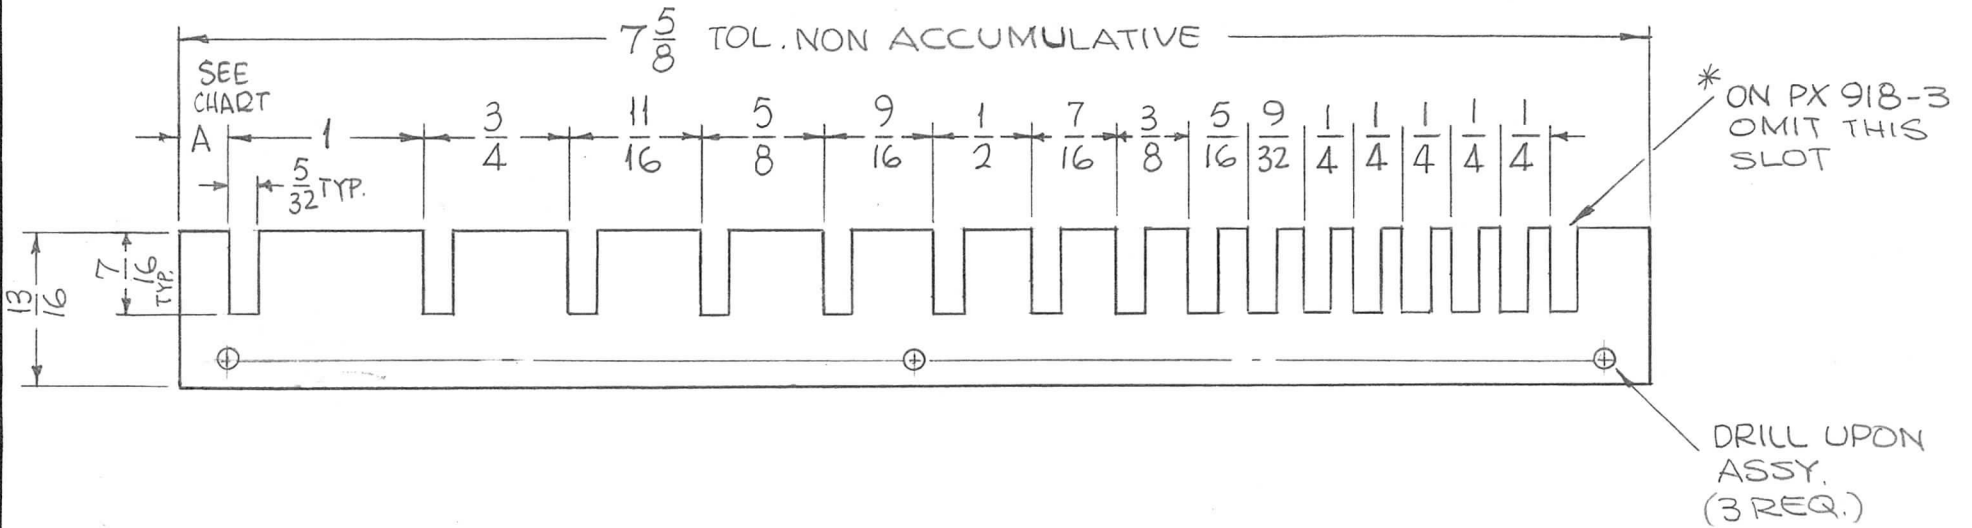 7 5/8 TOL. NON ACCUMULATIVE
SEE
CHART
A
1
3/4
11/16
5/8
9/16
1/2
7/16
3/8
5/16
9/32
1/4
1/4
1/4
1/4
1/4
5/32 TYP.
* ON PX 918-3
OMIT THIS
SLOT
13/16
7/16
TYP.
DRILL UPON
ASSY.
(3 REQ.)